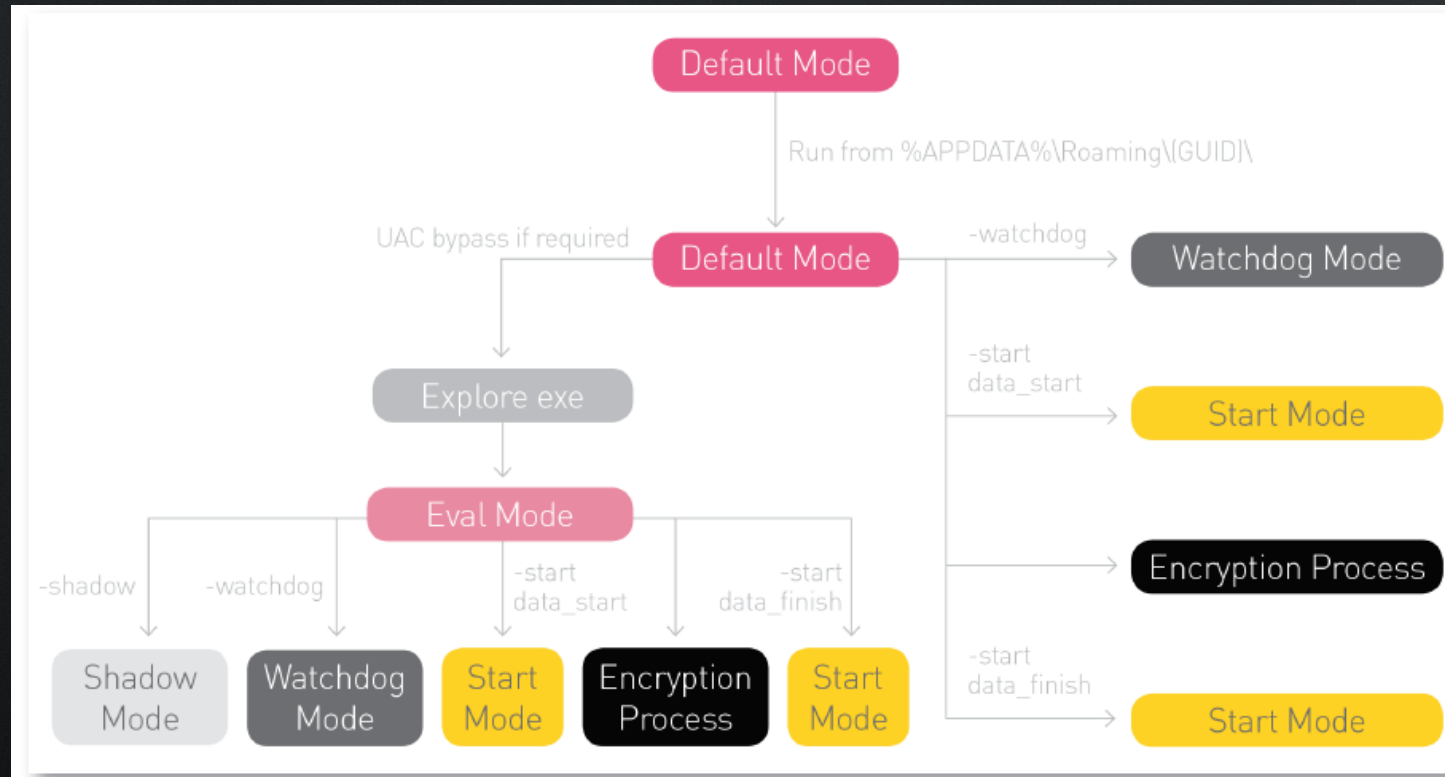 Default Mode
Run from %APPDATA%\Roaming\(GUID)\
UAC bypass if required
Default Mode
-watchdog
Watchdog Mode
-start
data_start
Start Mode
Explore exe
Eval Mode
Encryption Process
-shadow
-watchdog
-start
data_start
-start
data_finish
Shadow
Mode
Watchdog
Mode
Start
Mode
Encryption
Process
Start
Mode
-start
data_finish
Start Mode